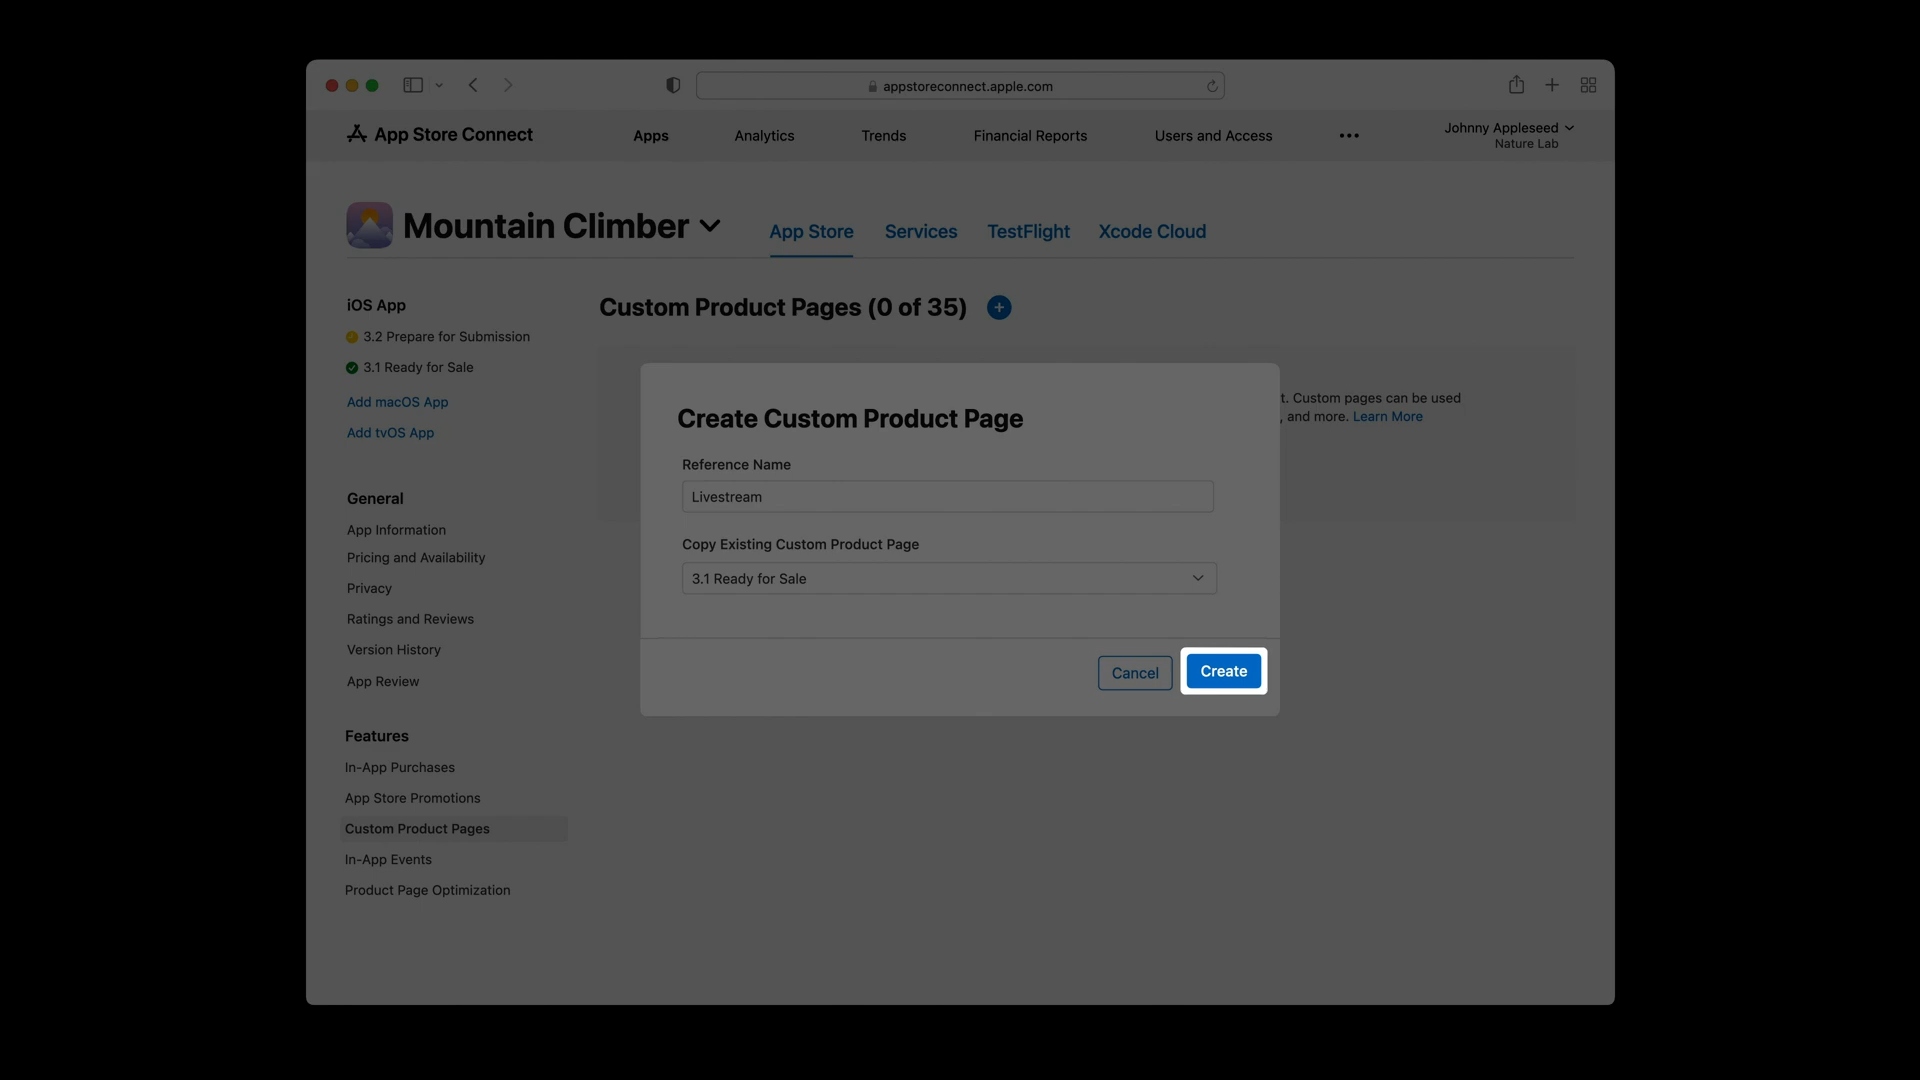 appstoreconnect.apple.com
App Store Connect
Apps
Analytics
Trends
Financial Reports
Users and Access
Johnny Appleseed
Nature Lab
Mountain Climber
App Store
Services
TestFlight
Xcode Cloud
iOS App
3.2 Prepare for Submission
3.1 Ready for Sale
Add macOS App
Add tvOS App
General
App Information
Pricing and Availability
Privacy
Ratings and Reviews
Version History
App Review
Features
In-App Purchases
App Store Promotions
Custom Product Pages
In-App Events
Product Page Optimization
Custom Product Pages (0 of 35)
t. Custom pages can be used
, and more. Learn More
Create Custom Product Page
Reference Name
Livestream
Copy Existing Custom Product Page
3.1 Ready for Sale
Cancel
Create